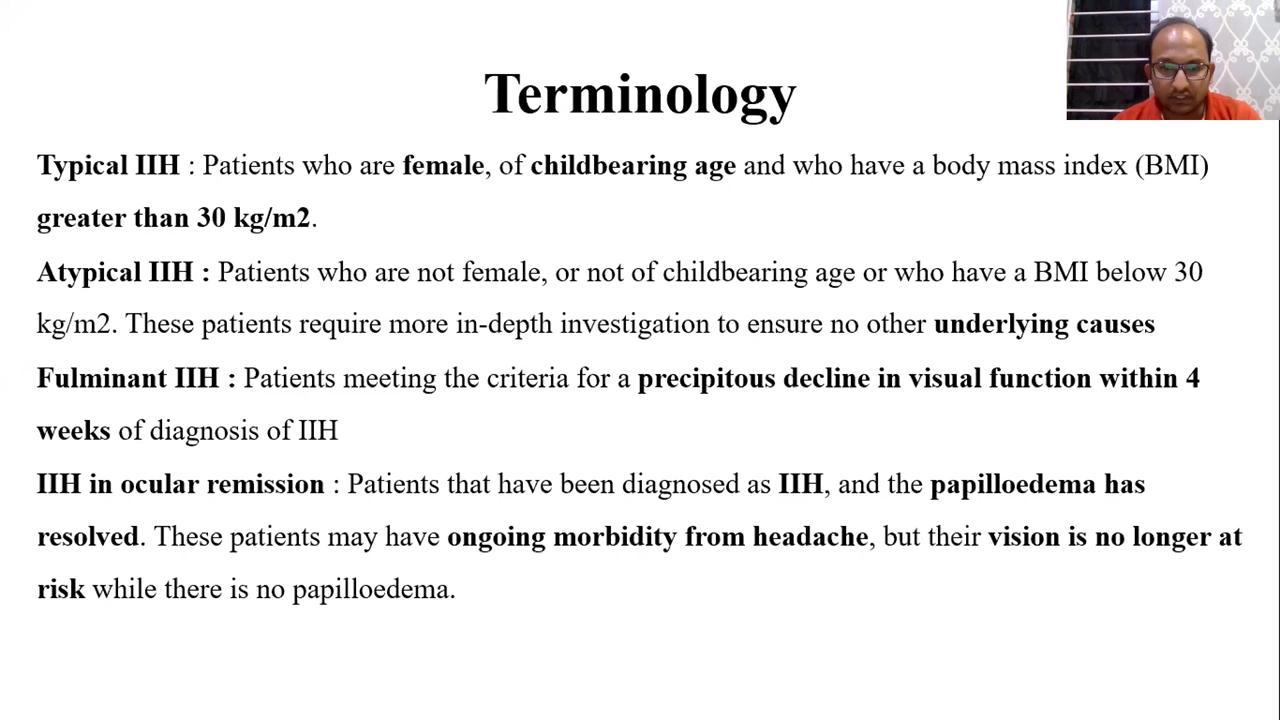 Terminology
Typical IIH : Patients who are female, of childbearing age and who have a body mass index (BMI)
greater than 30 kg/m2.
Atypical IIH : Patients who are not female, or not of childbearing age or who have a BMI below 30
kg/m2. These patients require more in-depth investigation to ensure no other underlying causes
Fulminant IIH : Patients meeting the criteria for a precipitous decline in visual function within 4
weeks of diagnosis of IIH
IIH in ocular remission : Patients that have been diagnosed as IIH, and the papilloedema has
resolved. These patients may have ongoing morbidity from headache, but their vision is no longer at
risk while there is no papilloedema.